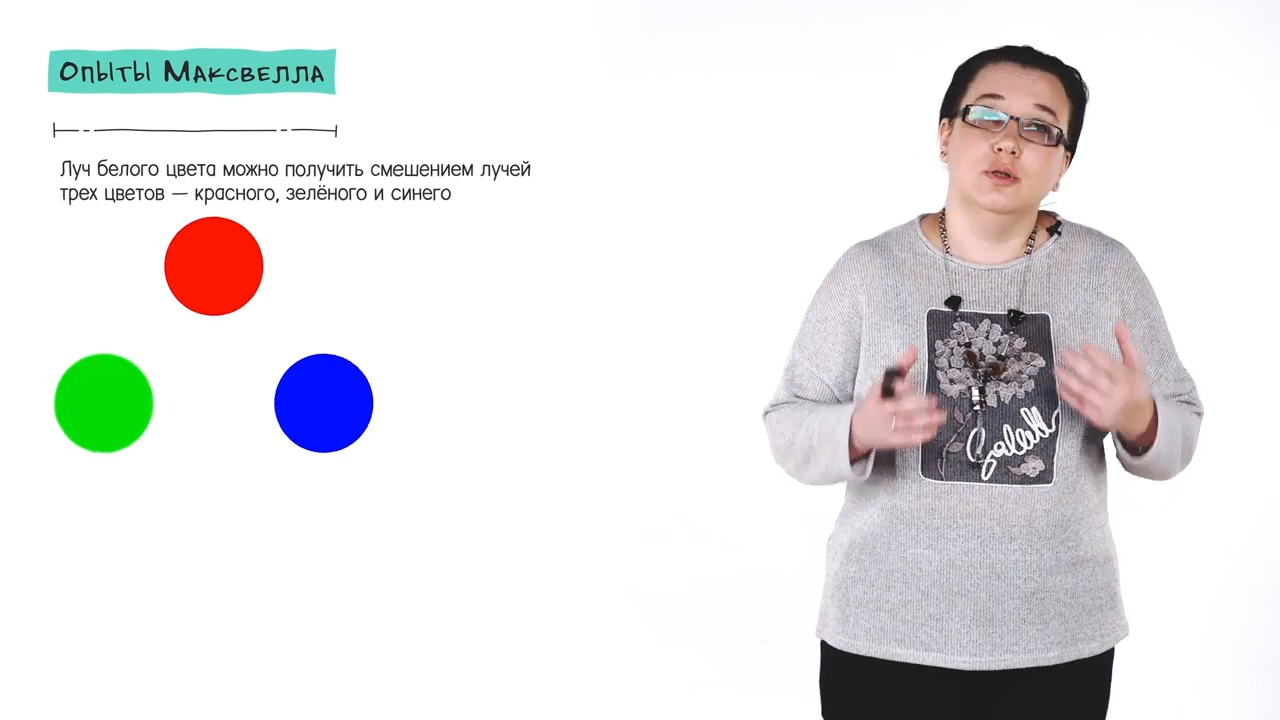 Опыты Максвелла
Луч белого цвета можно получить смешением лучей
трех цветов — красного, зелёного и синего